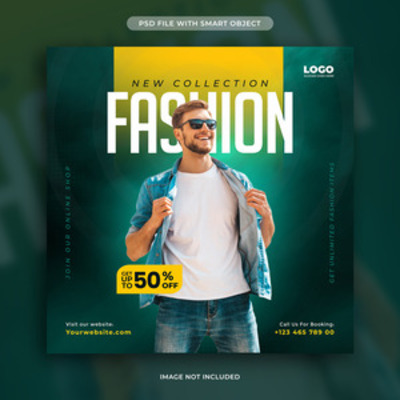 PSD FILE WITH SMART OBJECT
LOGO
NEW COLLECTION
FASHION
JOIN OUR ONLINE SHOP
GET UNLIMITED FASHION ITEMS
GET UP TO 50% OFF
Visit our website:
Yourwebsite.com
Call Us For Booking:
+123 465 789 00
IMAGE NOT INCLUDED